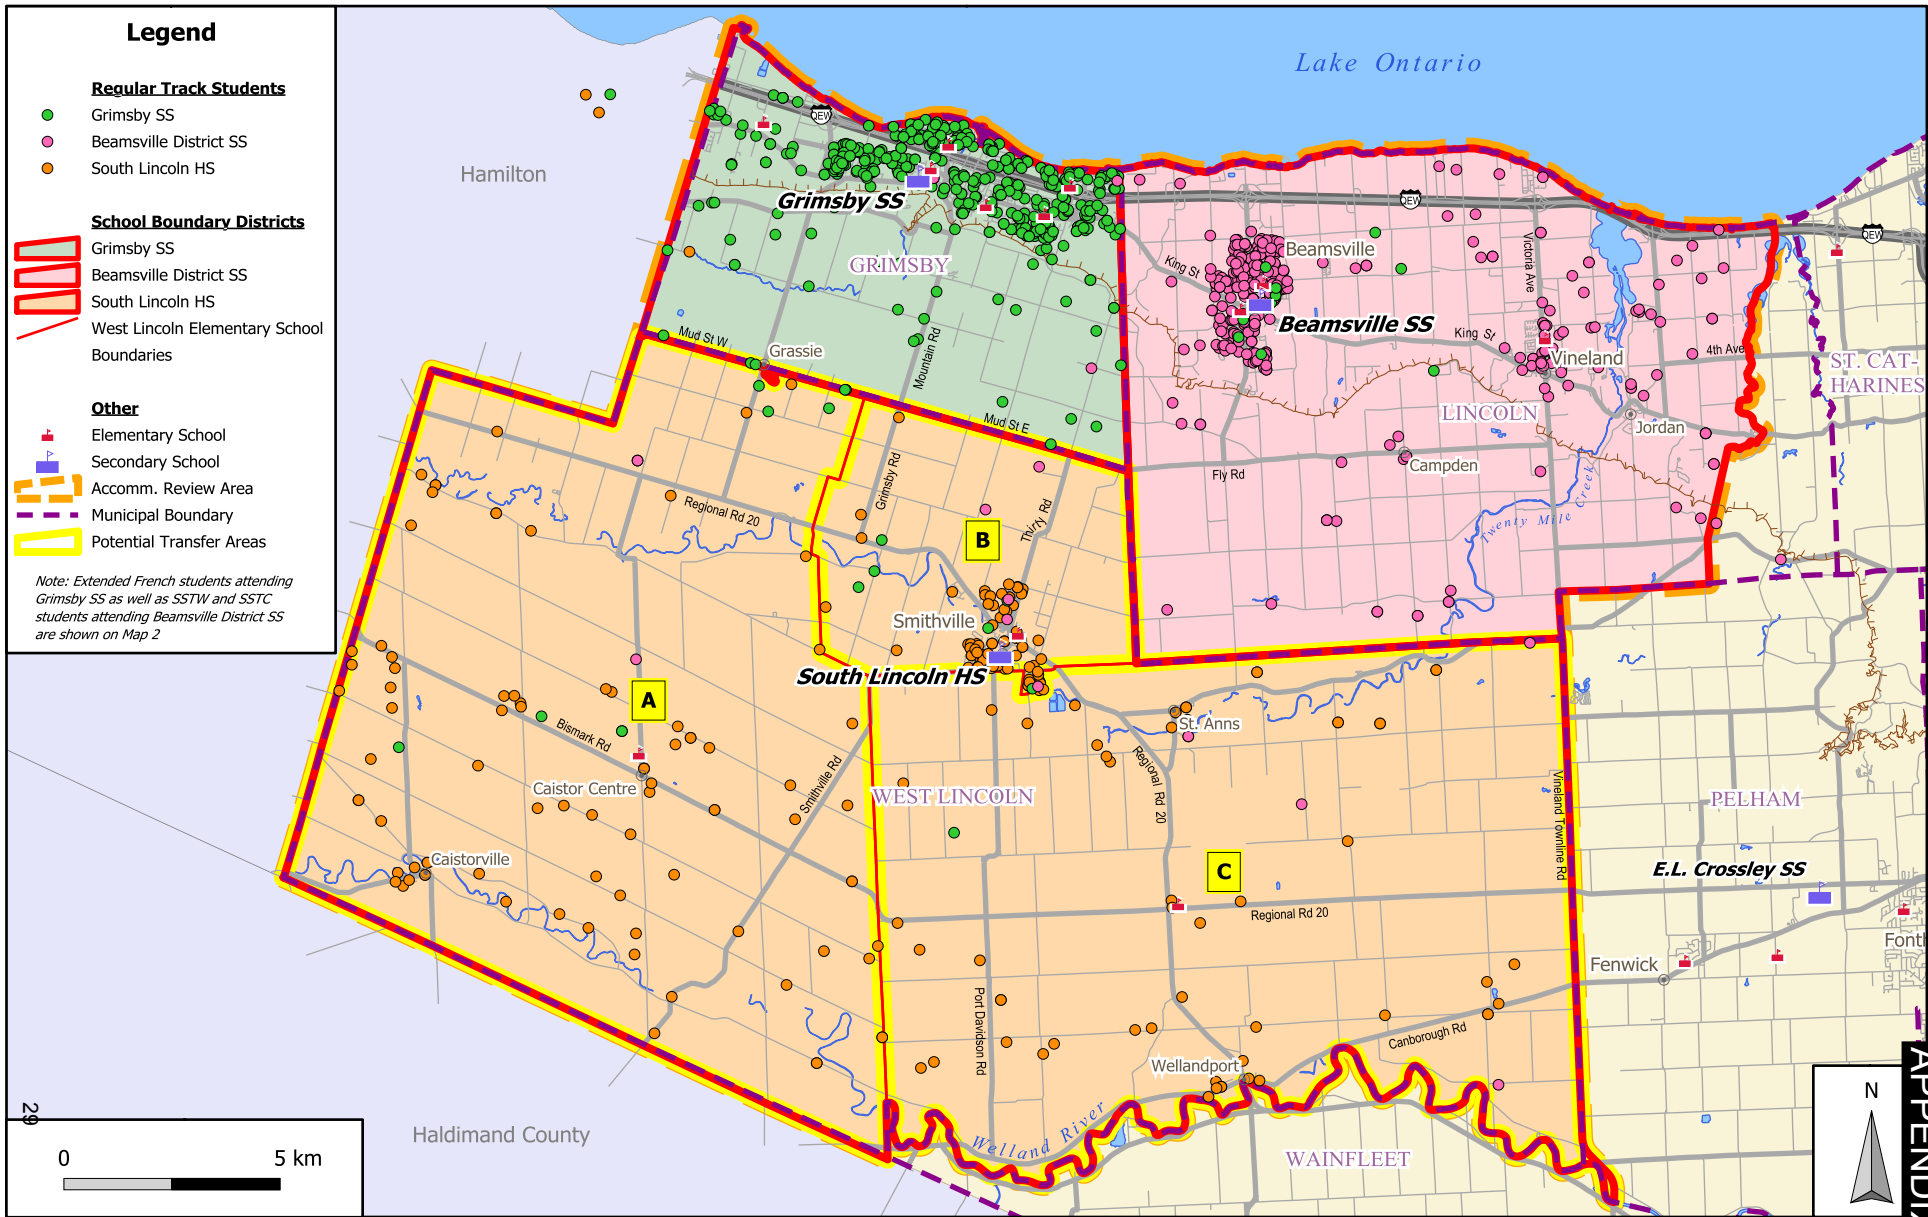 Legend
Regular Track Students
Grimsby SS
Beamsville District SS
South Lincoln HS
School Boundary Districts
Grimsby SS
Beamsville District SS
South Lincoln HS
West Lincoln Elementary School
Boundaries
Other
Elementary School
Secondary School
Accomm. Review Area
Municipal Boundary
Potential Transfer Areas
Note: Extended French students attending
Grimsby SS as well as SSTW and SSTC
students attending Beamsville District SS
are shown on Map 2
Lake Ontario
Hamilton
QEW
QEW
QEW
Grimsby SS
GRIMSBY
King St
Beamsville
Victoria Ave
Beamsville SS
King St
Vineland
4th Ave
ST. CAT-
HARINES
Mud St W
Grassie
Mountain Rd
LINCOLN
Jordan
Mud St E
Fly Rd
Campden
Grimsby Rd
Regional Rd 20
Thirty Rd
Twenty Mile Creek
B
Smithville
South Lincoln HS
A
Bismark Rd
St. Anns
Regional Rd 20
Caistor Centre
Smithville Rd
WEST LINCOLN
Vineland Townline Rd
PELHAM
Caistorville
C
E.L. Crossley SS
Regional Rd 20
Fonth
Fenwick
Port Davidson Rd
Canborough Rd
Wellandport
Welland River
WAINFLEET
Haldimand County
29
0 5 km
N
APPENDI